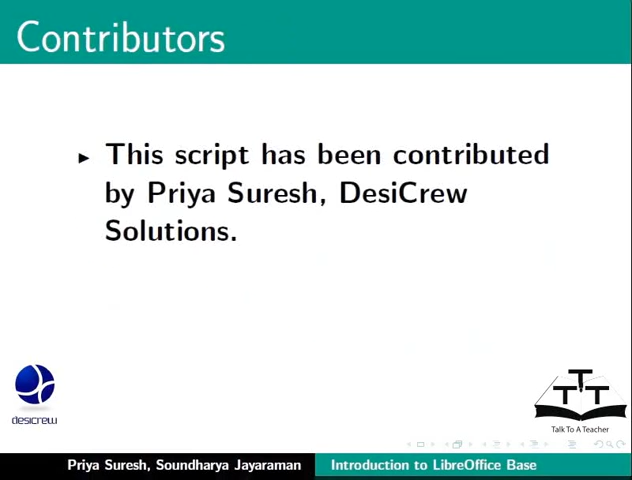 Contributors
This script has been contributed
by Priya Suresh, DesiCrew
Solutions.
desicrew
T
T T
Talk To A Teacher
Priya Suresh, Soundharya Jayaraman
Introduction to LibreOffice Base